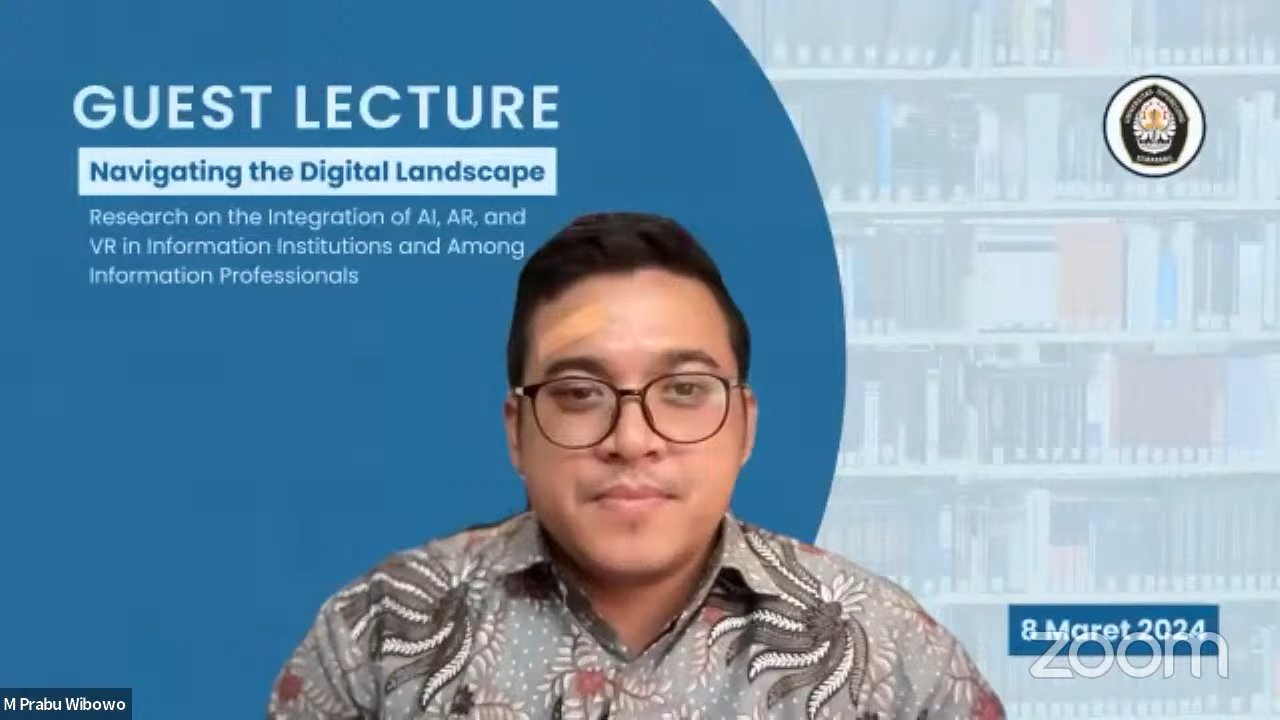 GUEST LECTURE
Navigating the Digital Landscape
Research on the Integration of AI, AR, and
VR in Information Institutions and Among
Information Professionals
SEMARANG
8 Maret 2024
zoom
M Prabu Wibowo